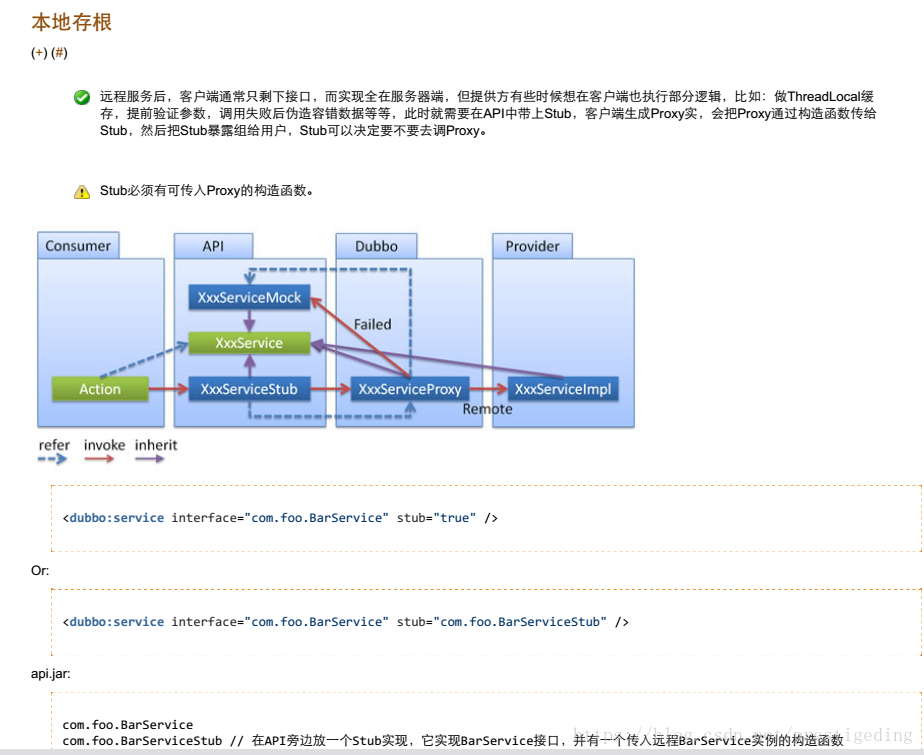 本地存根
(+) (#)
远程服务后，客户端通常只剩下接口，而实现全在服务器端，但提供方有些时候想在客户端也执行部分逻辑，比如：做ThreadLocal缓
存，提前验证参数，调用失败后伪造容错数据等等，此时就需要在API中带上Stub，客户端生成Proxy实，会把Proxy通过构造函数传给
Stub，然后把Stub暴露组给用户，Stub可以决定要不要去调Proxy。
Stub必须有可传入Proxy的构造函数。
Consumer API Dubbo Provider
XxxServiceMock
Failed
XxxService
Action XxxServiceStub XxxServiceProxy XxxServiceImpl
Remote
refer invoke inherit
<dubbo:service interface="com.foo.BarService" stub="true" />
Or:
<dubbo:service interface="com.foo.BarService" stub="com.foo.BarServiceStub" />
api.jar:
com.foo.BarService
com.foo.BarServiceStub // 在API旁边放一个Stub实现，它实现BarService接口，并有一个传入远程BarService实例的构造函数